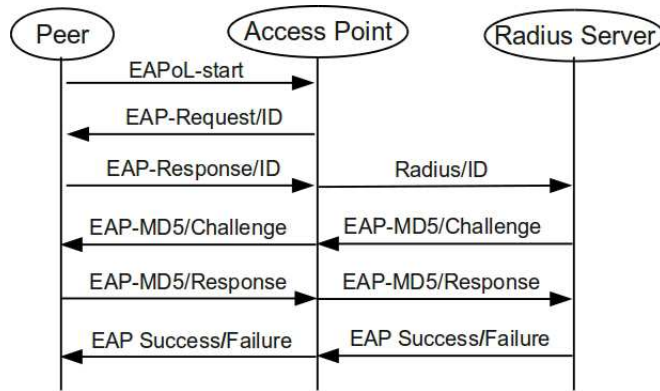 Peer
Access Point
Radius Server
EAPoL-start
EAP-Request/ID
EAP-Response/ID
Radius/ID
EAP-MD5/Challenge
EAP-MD5/Challenge
EAP-MD5/Response
EAP-MD5/Response
EAP Success/Failure
EAP Success/Failure